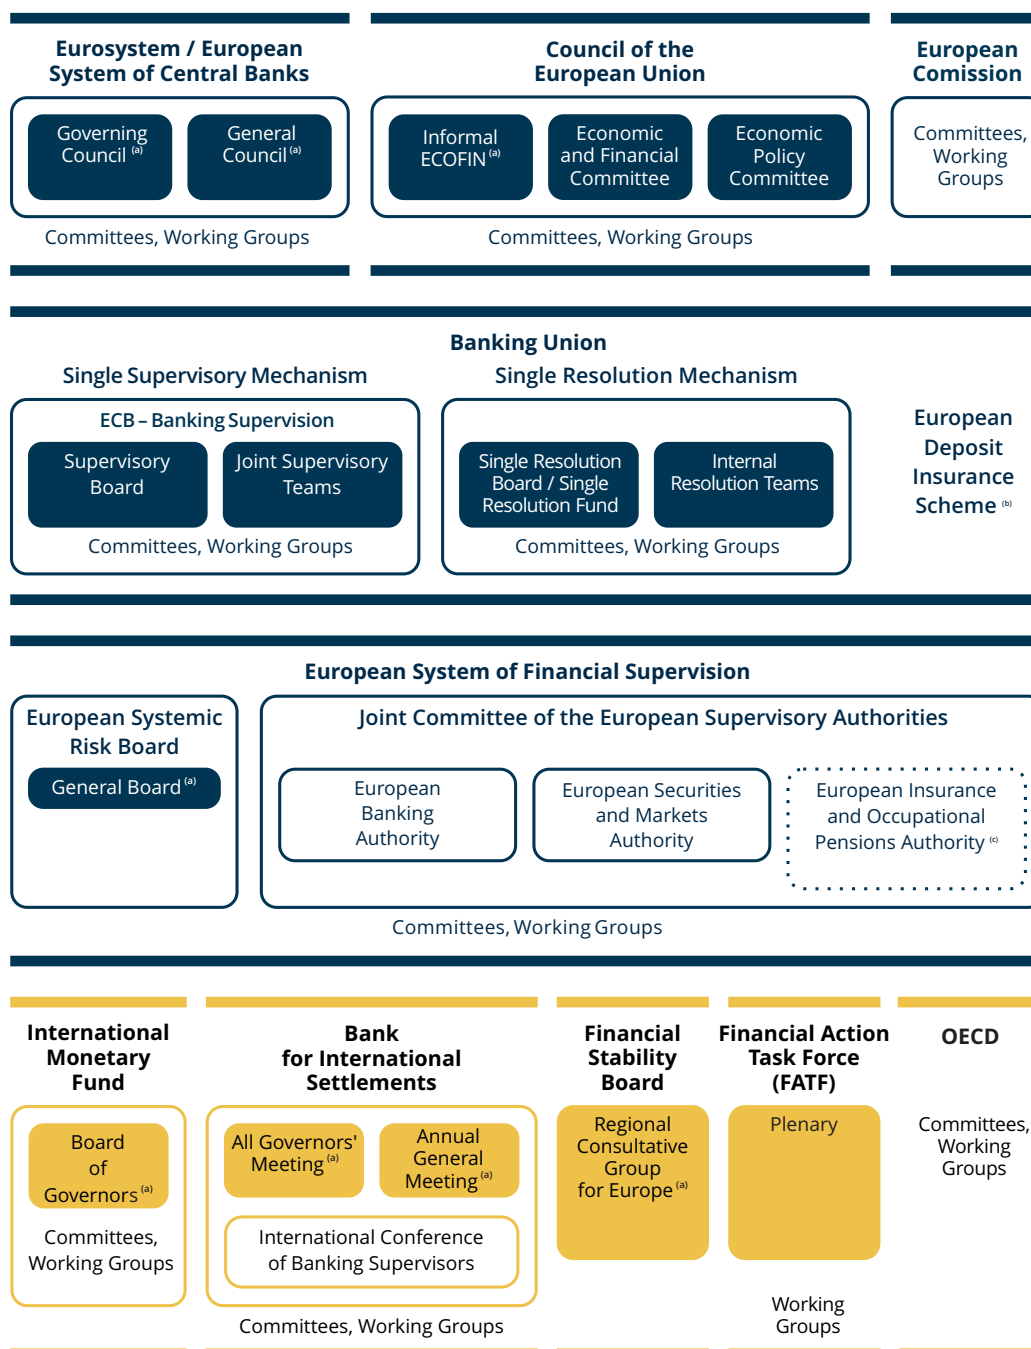 Eurosystem / European
System of Central Banks
Governing
Council (a)
General
Council (a)
Committees, Working Groups
Council of the
European Union
Informal
ECOFIN (a)
Economic
and Financial
Committee
Economic
Policy
Committee
Committees, Working Groups
European
Comission
Committees,
Working
Groups
Banking Union
Single Supervisory Mechanism
ECB – Banking Supervision
Supervisory
Board
Joint Supervisory
Teams
Committees, Working Groups
Single Resolution Mechanism
Single Resolution
Board / Single
Resolution Fund
Internal
Resolution Teams
Committees, Working Groups
European
Deposit
Insurance
Scheme (b)
European System of Financial Supervision
European Systemic
Risk Board
General Board (a)
Joint Committee of the European Supervisory Authorities
European
Banking
Authority
European Securities
and Markets
Authority
European Insurance
and Occupational
Pensions Authority (c)
Committees, Working Groups
International
Monetary
Fund
Board
of
Governors (a)
Committees,
Working Groups
Bank
for International
Settlements
All Governors'
Meeting (a)
Annual
General
Meeting (a)
International Conference
of Banking Supervisors
Committees, Working Groups
Financial
Stability
Board
Regional
Consultative
Group
for Europe (a)
Financial Action
Task Force
(FATF)
Plenary
Working
Groups
OECD
Committees,
Working
Groups